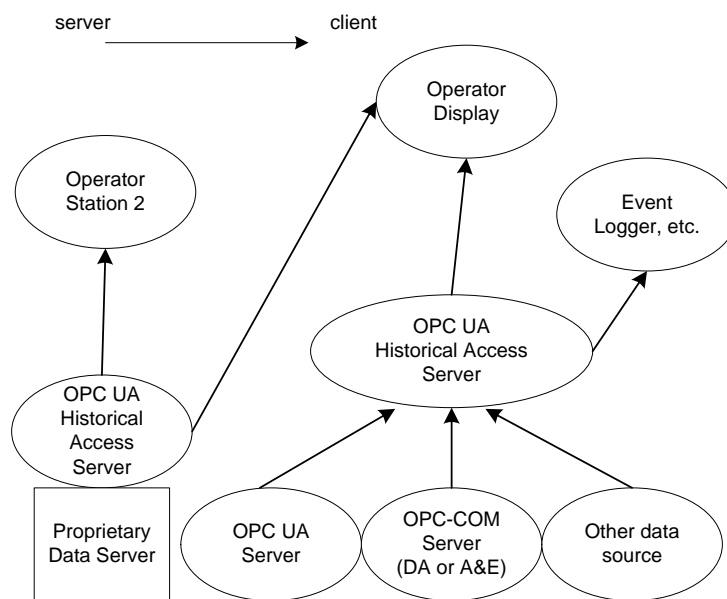 server
client
Operator
Display
Operator
Station 2
Event
Logger, etc.
OPC UA
Historical Access
Server
OPC UA
Historical
Access
Server
Proprietary
Data Server
OPC UA
Server
OPC-COM
Server
(DA or A&E)
Other data
source